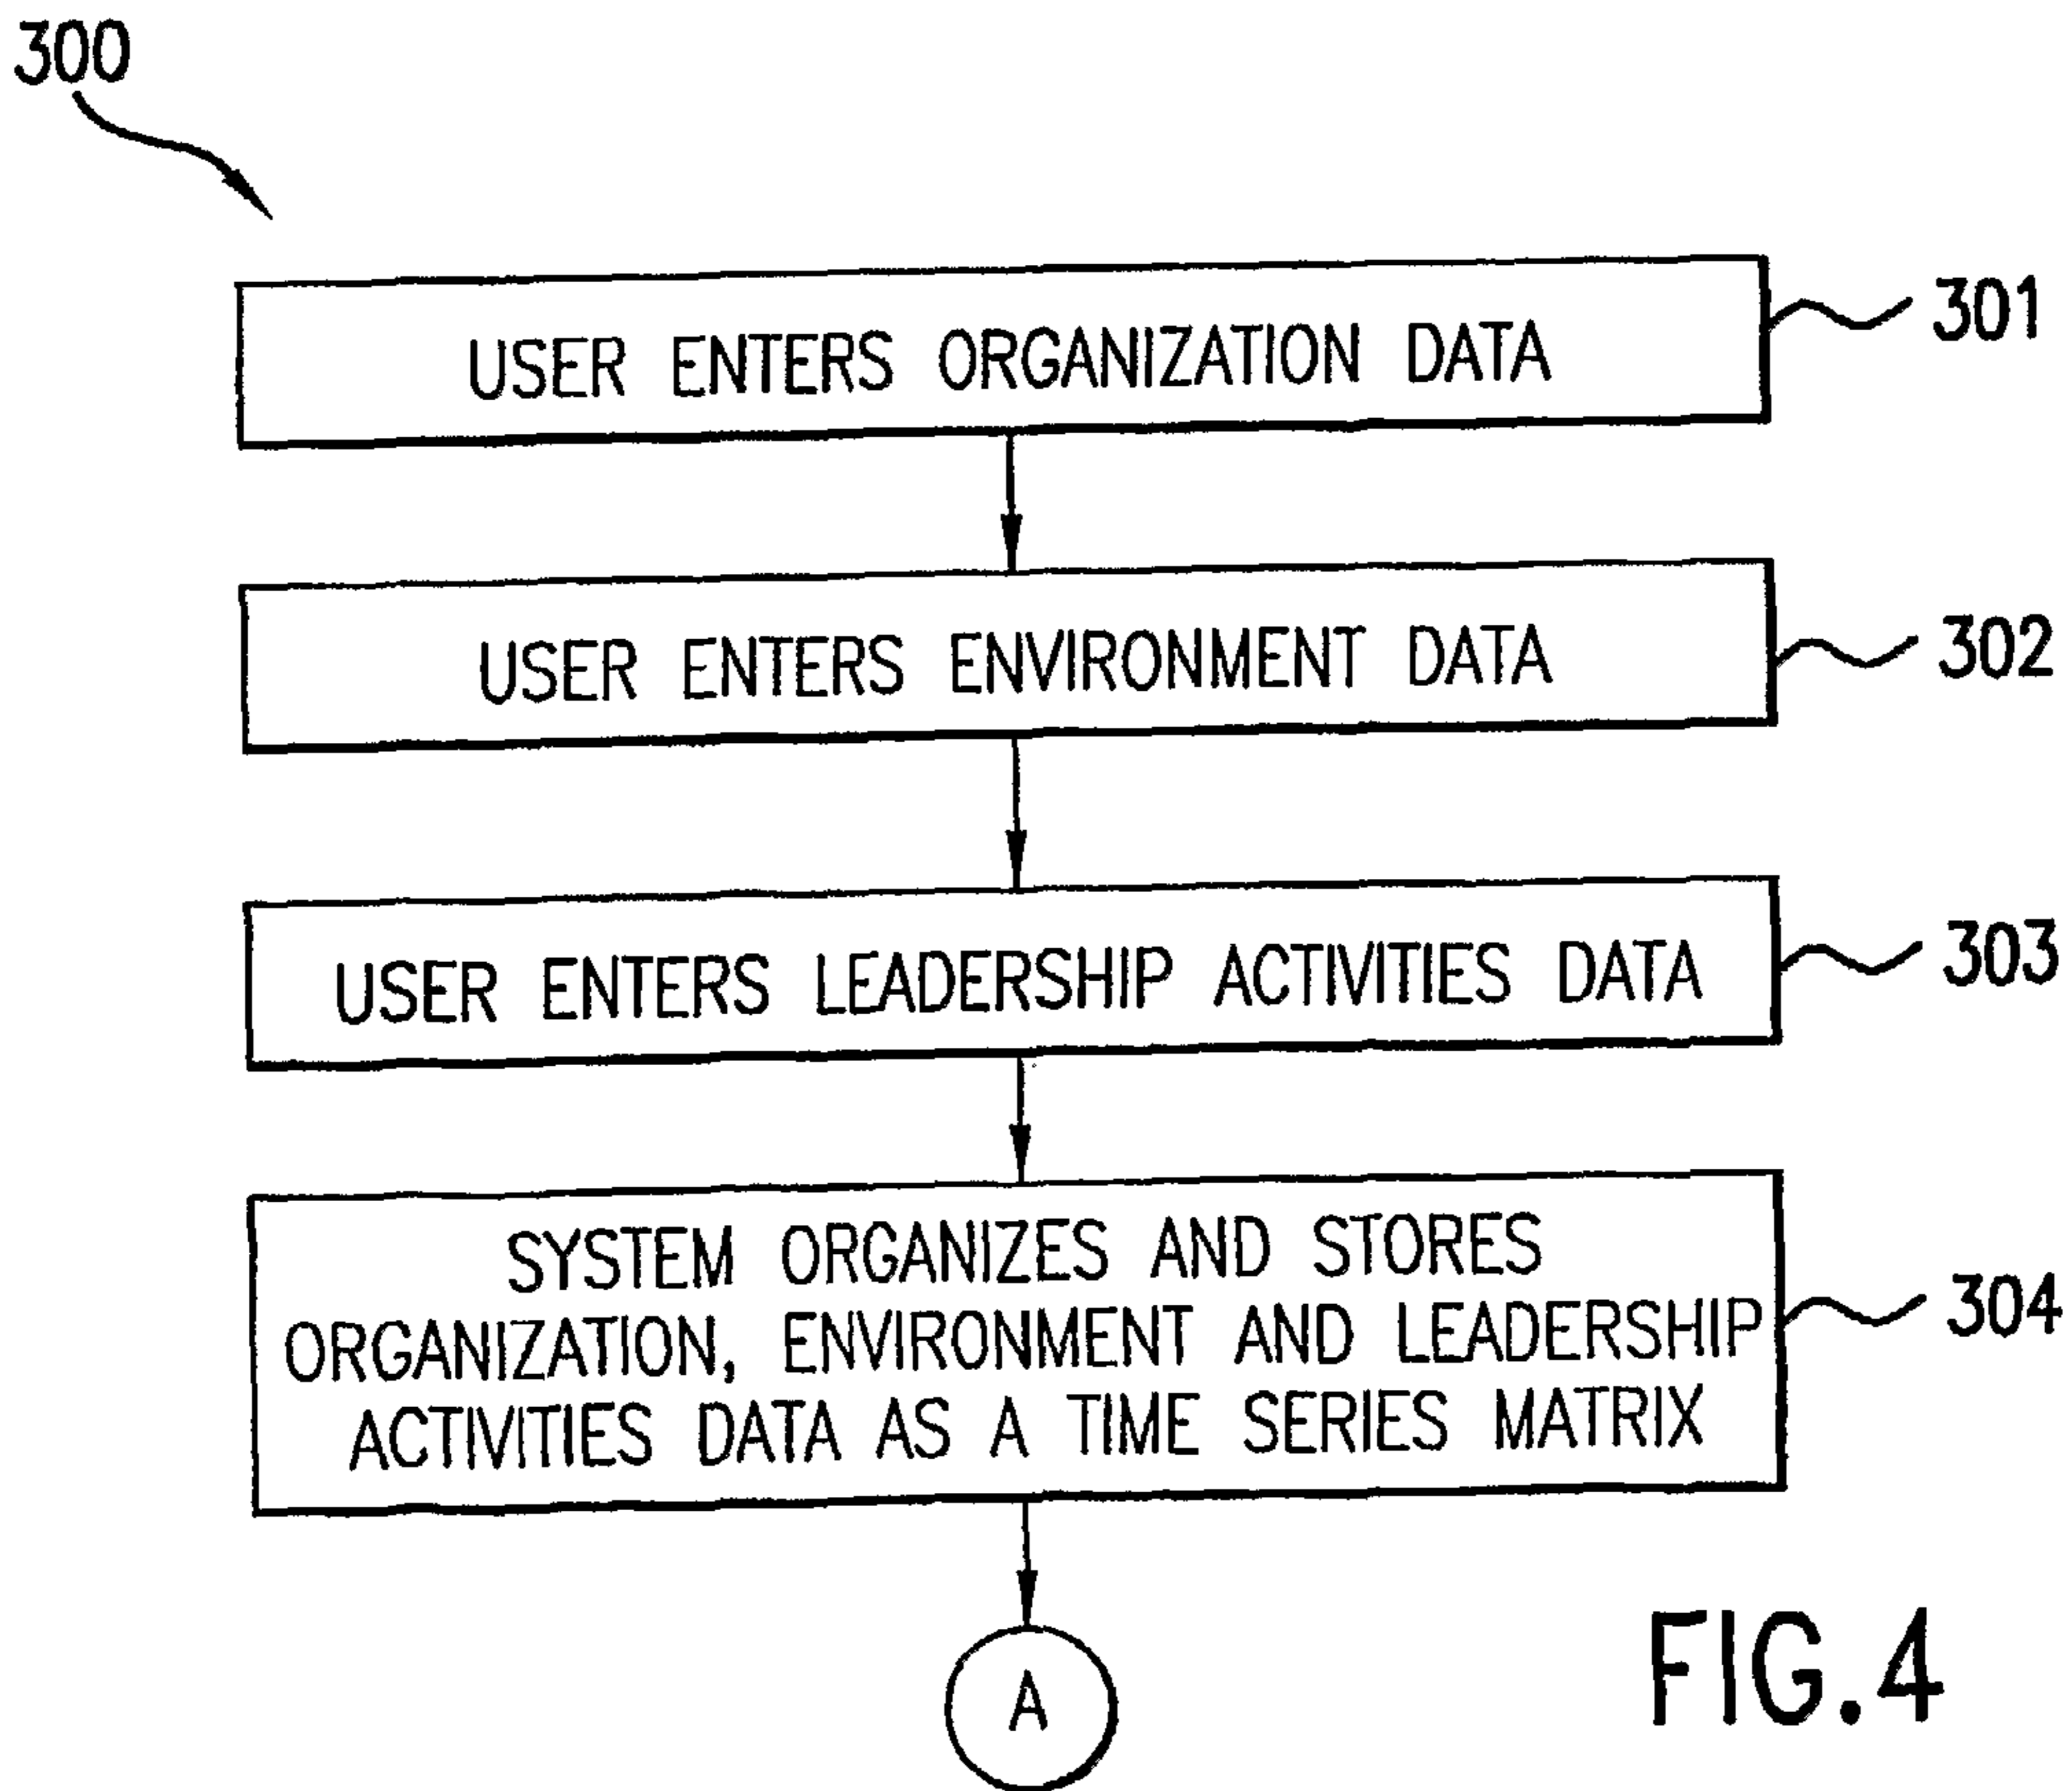 300
USER ENTERS ORGANIZATION DATA
301
USER ENTERS ENVIRONMENT DATA
302
USER ENTERS LEADERSHIP ACTIVITIES DATA
303
SYSTEM ORGANIZES AND STORES
ORGANIZATION, ENVIRONMENT AND LEADERSHIP
ACTIVITIES DATA AS A TIME SERIES MATRIX
304
A
FIG.4